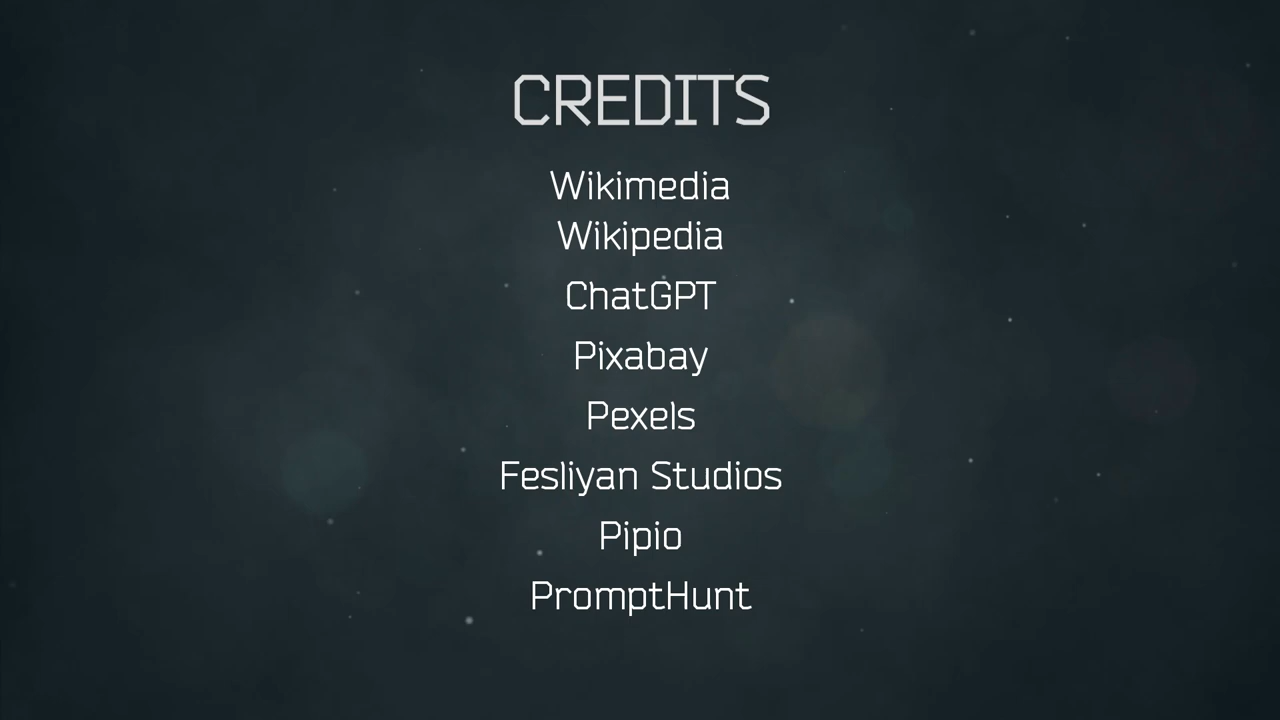 CREDITS
Wikimedia
Wikipedia
ChatGPT
Pixabay
Pexels
Fesliyan Studios
Pipio
PromptHunt